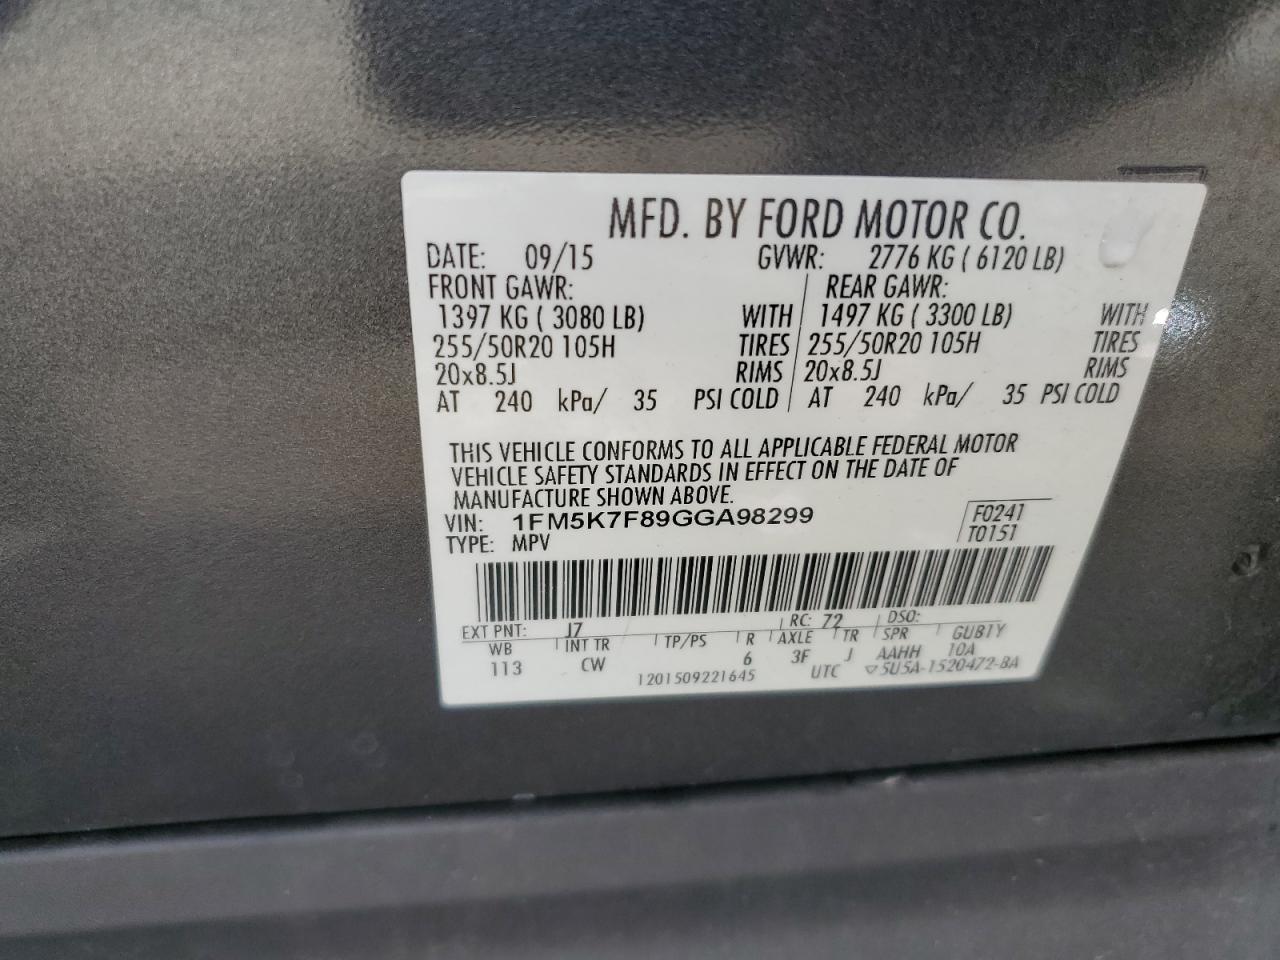 MFD. BY FORD MOTOR CO.
DATE: 09/15 GVWR: 2776 KG ( 6120 LB)
FRONT GAWR: REAR GAWR:
1397 KG ( 3080 LB) WITH 1497 KG ( 3300 LB) WITH
255/50R20 105H TIRES 255/50R20 105H TIRES
20x8.5J RIMS 20x8.5J RIMS
AT 240 kPa/ 35 PSI COLD AT 240 kPa/ 35 PSI COLD
THIS VEHICLE CONFORMS TO ALL APPLICABLE FEDERAL MOTOR
VEHICLE SAFETY STANDARDS IN EFFECT ON THE DATE OF
MANUFACTURE SHOWN ABOVE.
VIN: 1FM5K7F89GGA98299 F0241
TYPE: MPV T0151
EXT PNT: J7 RC: 72 DSO:
WB INT TR TP/PS R AXLE TR SPR GUB1Y
113 CW 6 3F J AAHH 10A
1201509221645 UTC ▽5U5A-1520472-BA